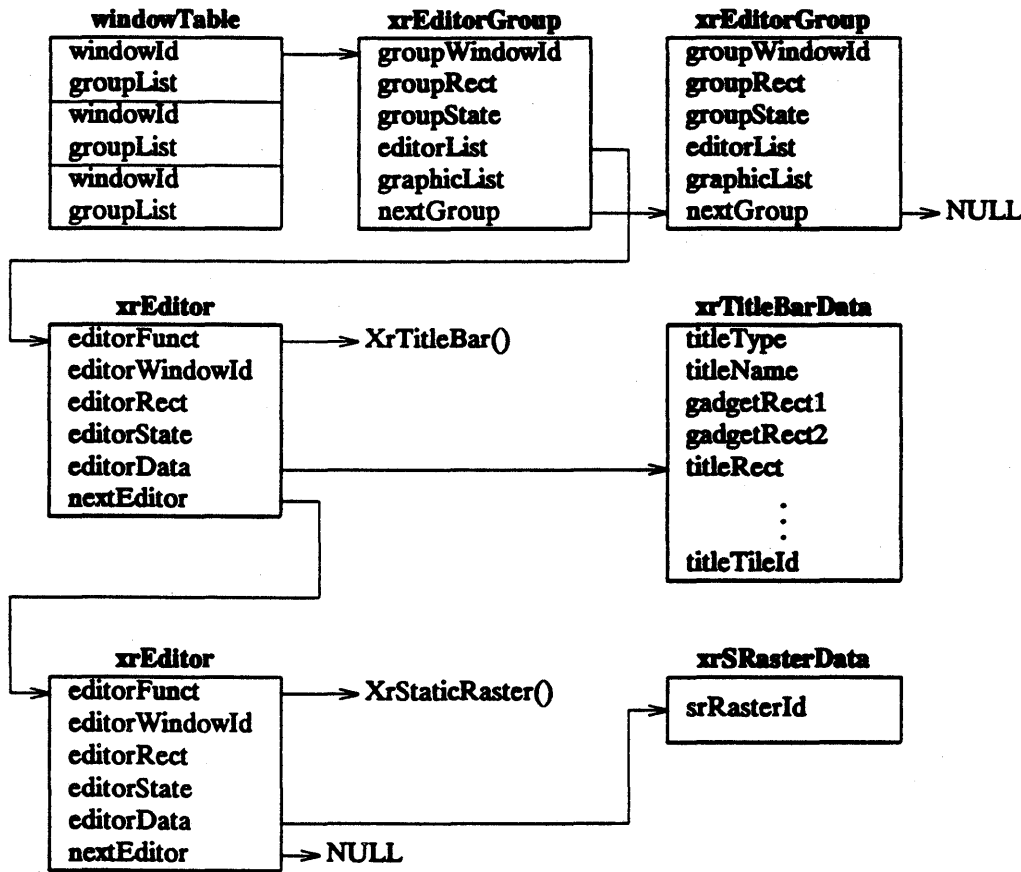 windowTable
windowId
groupList
windowId
groupList
windowId
groupList
xrEditorGroup
groupWindowId
groupRect
groupState
editorList
graphicList
nextGroup
xrEditorGroup
groupWindowId
groupRect
groupState
editorList
graphicList
nextGroup
NULL
xrEditor
editorFunct
editorWindowId
editorRect
editorState
editorData
nextEditor
XrTitleBar()
xrTitleBarData
titleType
titleName
gadgetRect1
gadgetRect2
titleRect
titleTileId
xrEditor
editorFunct
editorWindowId
editorRect
editorState
editorData
nextEditor
XrStaticRaster()
NULL
xrSRasterData
srRasterId